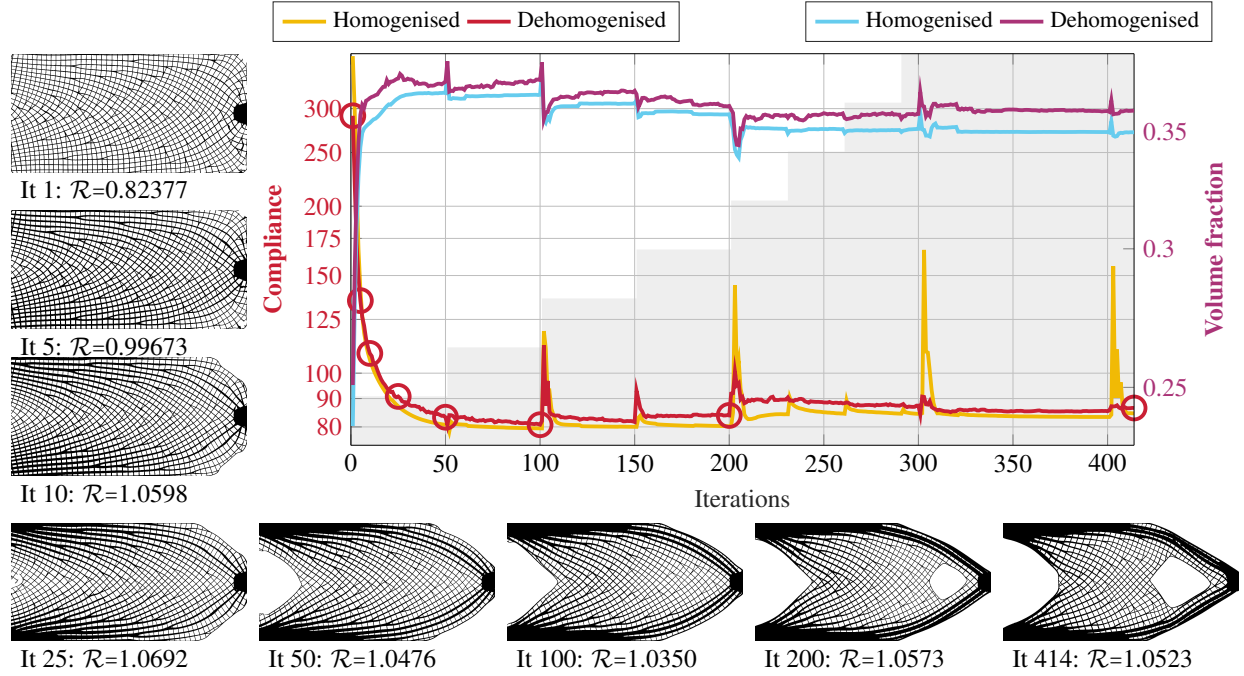 Homogenised Dehomogenised
Homogenised Dehomogenised
It 1: ℛ=0.82377
It 5: ℛ=0.99673
It 10: ℛ=1.0598
Compliance
300
250
200
175
150
125
100
90
80
0 50 100 150 200 250 300 350 400
Iterations
0.35
0.3
0.25
Volume fraction
It 25: ℛ=1.0692
It 50: ℛ=1.0476
It 100: ℛ=1.0350
It 200: ℛ=1.0573
It 414: ℛ=1.0523